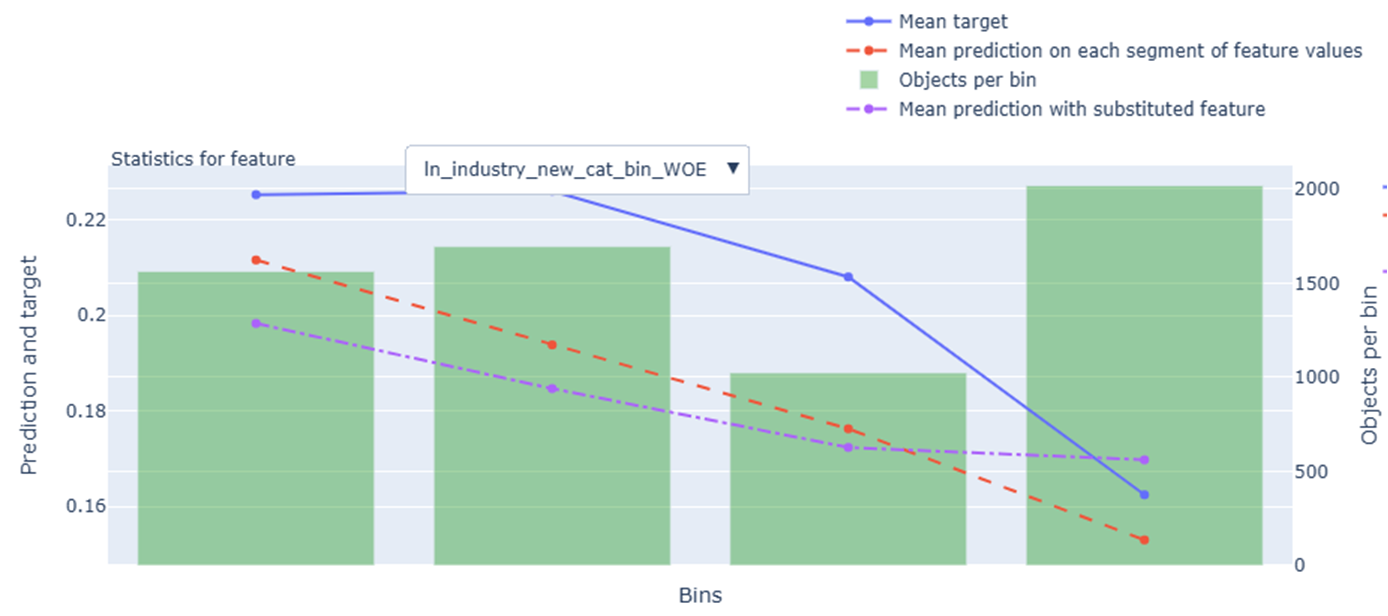 Mean target
Mean prediction on each segment of feature values
Objects per bin
Mean prediction with substituted feature
Statistics for feature
In_industry_new_cat_bin_WOE ▼
0.22
0.2
0.18
0.16
Prediction and target
2000
1500
1000
500
0
Objects per bin
Bins